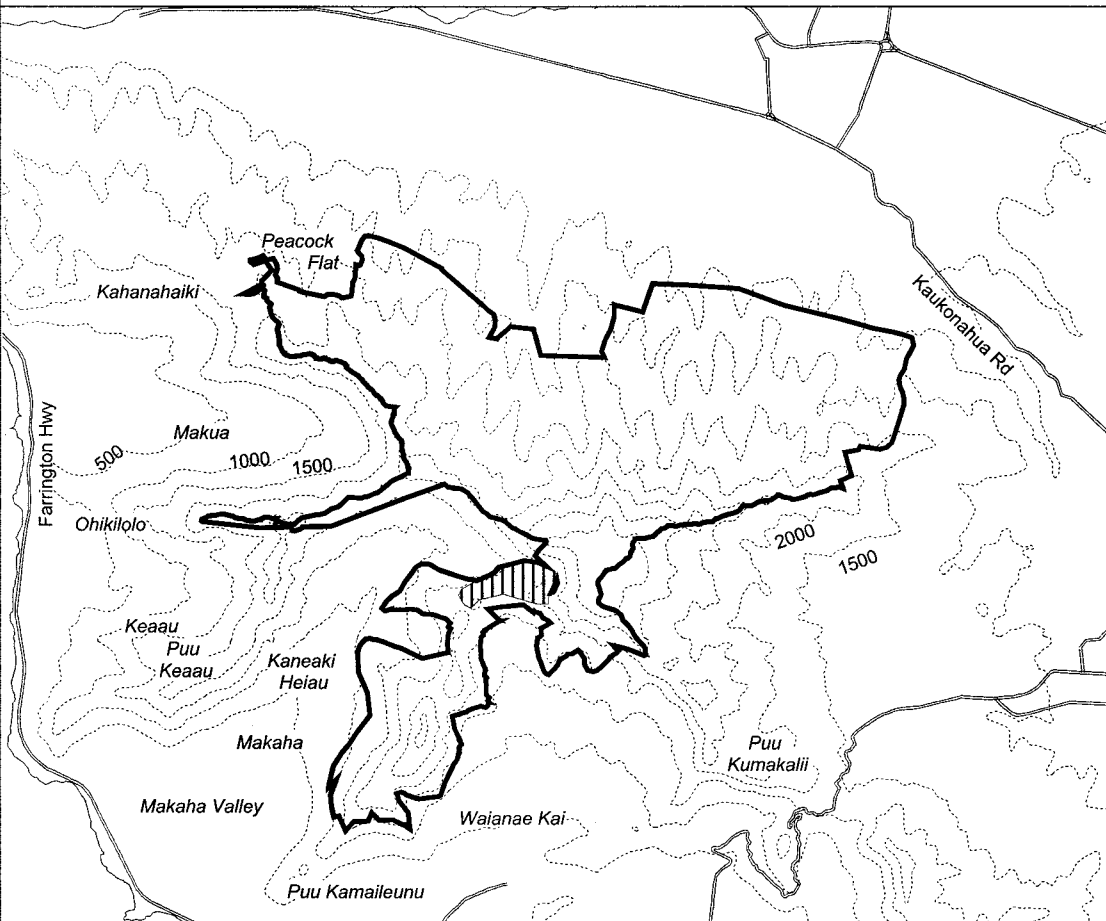 Peacock
Flat
Kahanahaiki
Kaukonahua Rd
Farrington Hwy
Makua
500
1000
1500
Ohikilolo
2000
1500
Keaau
Puu
Keaau
Kaneaki
Heiau
Makaha
Puu
Kumakalii
Makaha Valley
Waianae Kai
Puu Kamaileunu